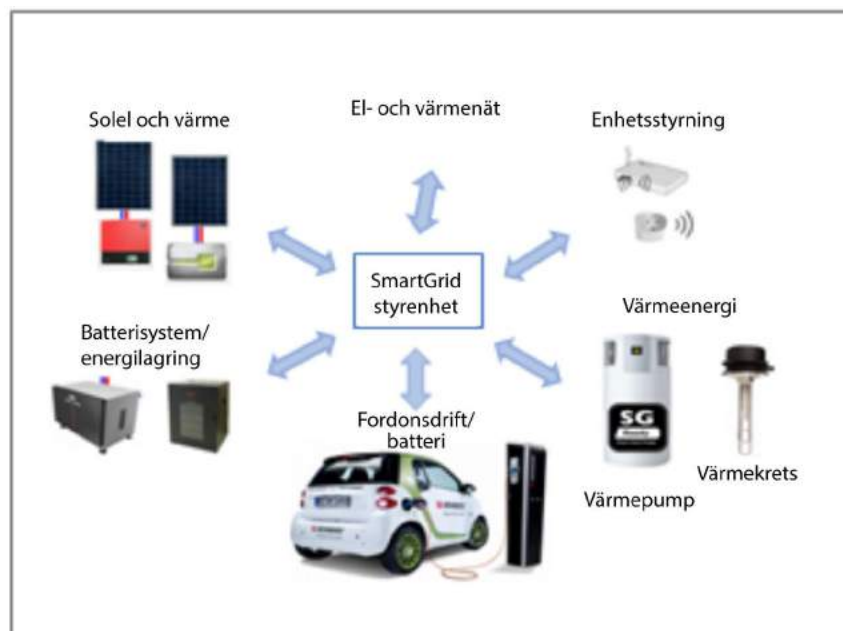 El- och värmenät
Solel och värme
Enhetsstyrning
SmartGrid
styrenhet
Värmeenergi
Batterisystem/
energilagring
SG
Fordonsdrift/
batteri
Värmekrets
Värmepump